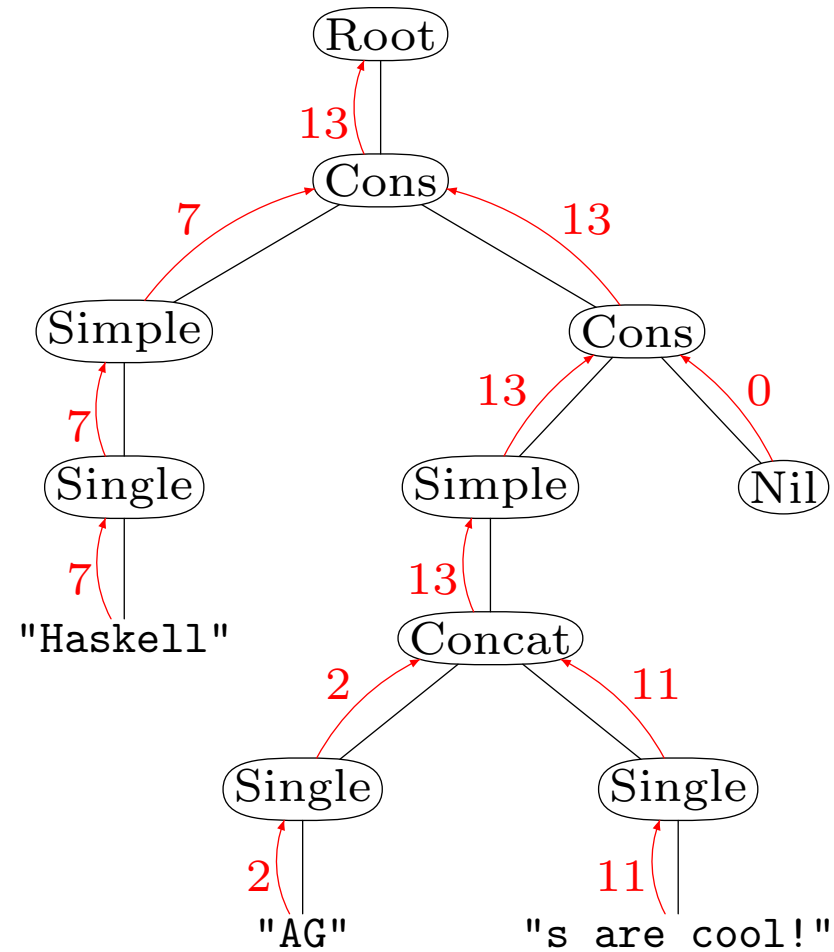 Root
13
Cons
7
13
Simple
Cons
7
13
0
Single
Simple
Nil
7
13
"Haskell"
Concat
2
11
Single
Single
2
11
"AG"
"s are cool!"